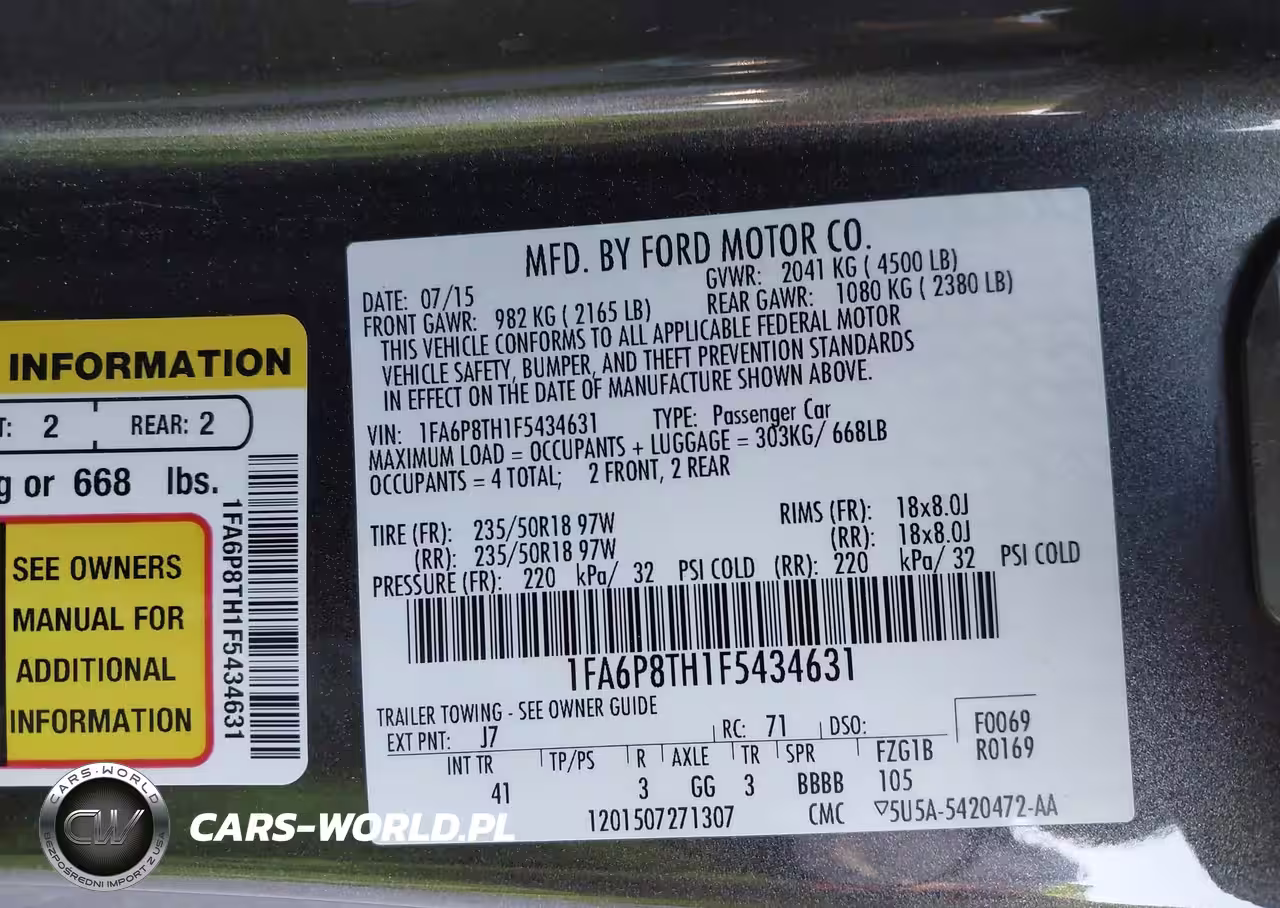 INFORMATION
T: 2 REAR: 2
g or 668 lbs.
1FA6P8TH1F5434631
SEE OWNERS
MANUAL FOR
ADDITIONAL
INFORMATION
MFD. BY FORD MOTOR CO.
DATE: 07/15 GVWR: 2041 KG ( 4500 LB)
FRONT GAWR: 982 KG ( 2165 LB) REAR GAWR: 1080 KG ( 2380 LB)
THIS VEHICLE CONFORMS TO ALL APPLICABLE FEDERAL MOTOR
VEHICLE SAFETY, BUMPER, AND THEFT PREVENTION STANDARDS
IN EFFECT ON THE DATE OF MANUFACTURE SHOWN ABOVE.
VIN: 1FA6P8TH1F5434631 TYPE: Passenger Car
MAXIMUM LOAD = OCCUPANTS + LUGGAGE = 303KG/ 668LB
OCCUPANTS = 4 TOTAL; 2 FRONT, 2 REAR
TIRE (FR): 235/50R18 97W RIMS (FR): 18x8.0J
(RR): 235/50R18 97W (RR): 18x8.0J
PRESSURE (FR): 220 kPa/ 32 PSI COLD (RR): 220 kPa/ 32 PSI COLD
1FA6P8TH1F5434631
TRAILER TOWING - SEE OWNER GUIDE
EXT PNT: J7 RC: 71 DSO: F0069
INT TR TP/PS R AXLE TR SPR FZG1B R0169
41 3 GG 3 BBBB 105
1201507271307 CMC ▽5U5A-5420472-AA
CARS-WORLD
CW
BEZPOŚREDNI IMPORT Z USA
CARS-WORLD.PL